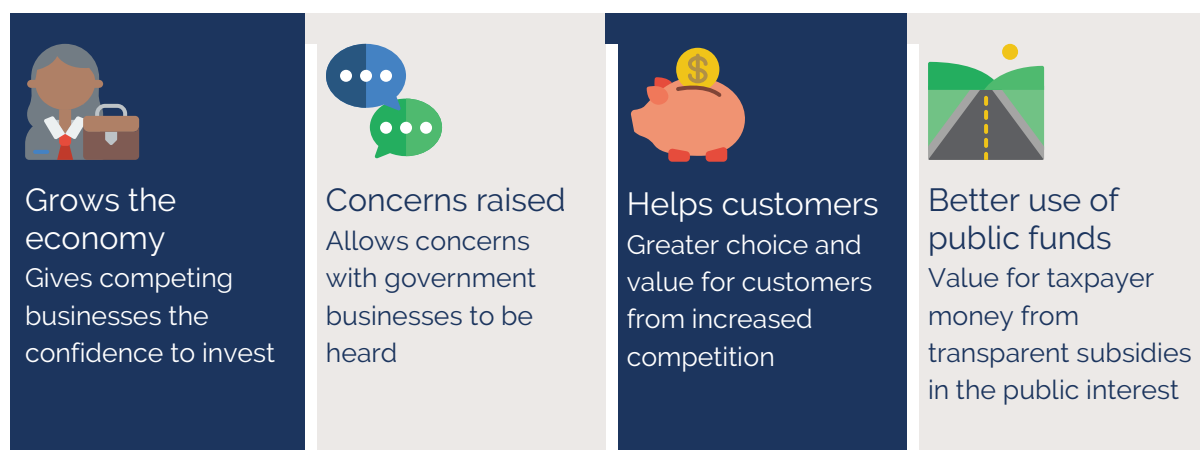 Grows the
economy
Gives competing
businesses the
confidence to invest
Concerns raised
Allows concerns
with government
businesses to be
heard
$
Helps customers
Greater choice and
value for customers
from increased
competition
Better use of
public funds
Value for taxpayer
money from
transparent subsidies
in the public interest